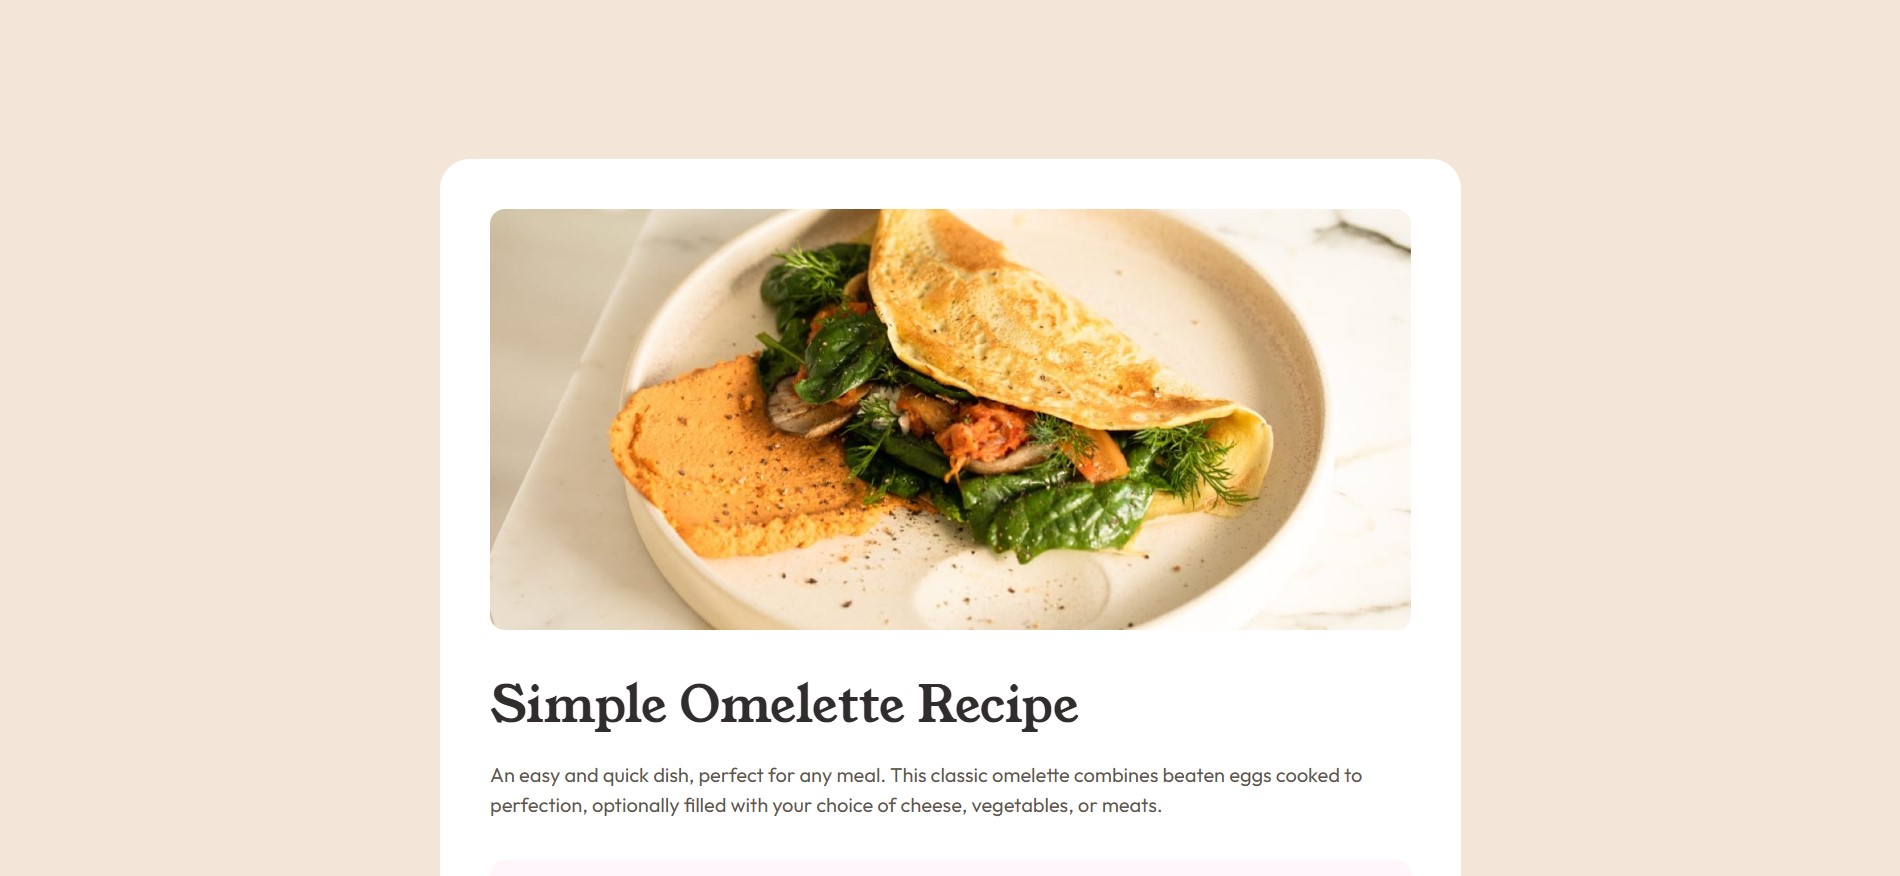 Simple Omelette Recipe
An easy and quick dish, perfect for any meal. This classic omelette combines beaten eggs cooked to
perfection, optionally filled with your choice of cheese, vegetables, or meats.